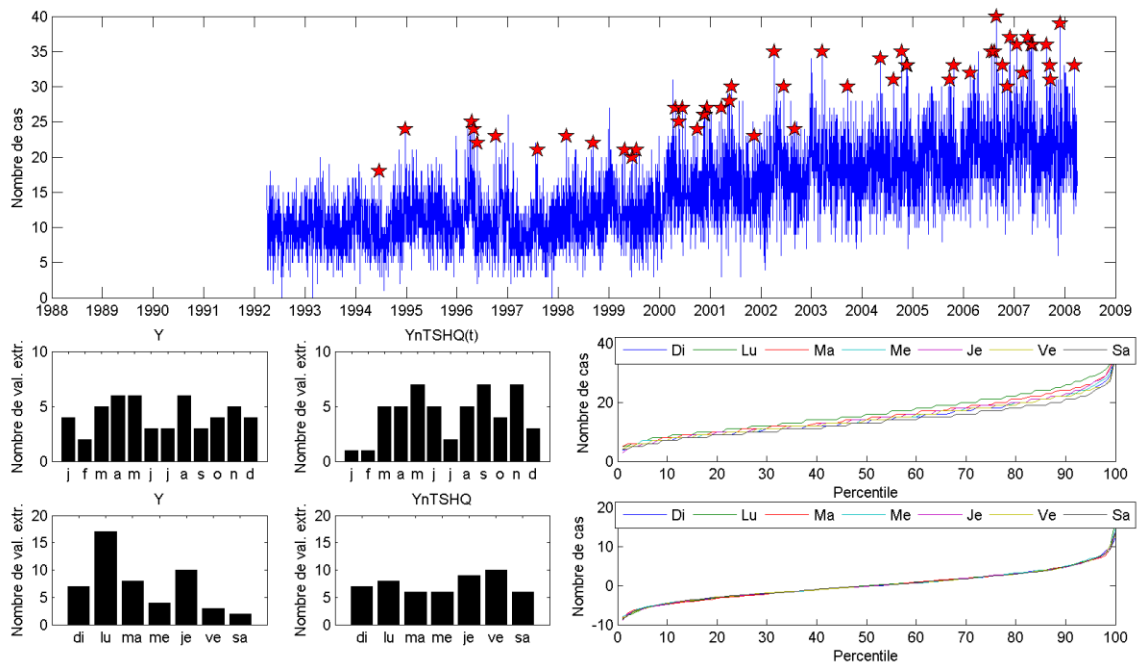 Nombre de cas
40
35
30
25
20
15
10
5
0
1988 1989 1990 1991 1992 1993 1994 1995 1996 1997 1998 1999 2000 2001 2002 2003 2004 2005 2006 2007 2008 2009
Y
Nombre de val. extr.
10
5
0
j f m a m j j a s o n d
YnTSHQ(t)
Nombre de val. extr.
10
5
0
j f m a m j j a s o n d
Di Lu Ma Me Je Ve Sa
Nombre de cas
40
20
0
0 10 20 30 40 50 60 70 80 90 100
Percentile
Y
Nombre de val. extr.
20
15
10
5
0
di lu ma me je ve sa
YnTSHQ
Nombre de val. extr.
20
15
10
5
0
di lu ma me je ve sa
Di Lu Ma Me Je Ve Sa
Nombre de cas
20
10
0
-10
0 10 20 30 40 50 60 70 80 90 100
Percentile